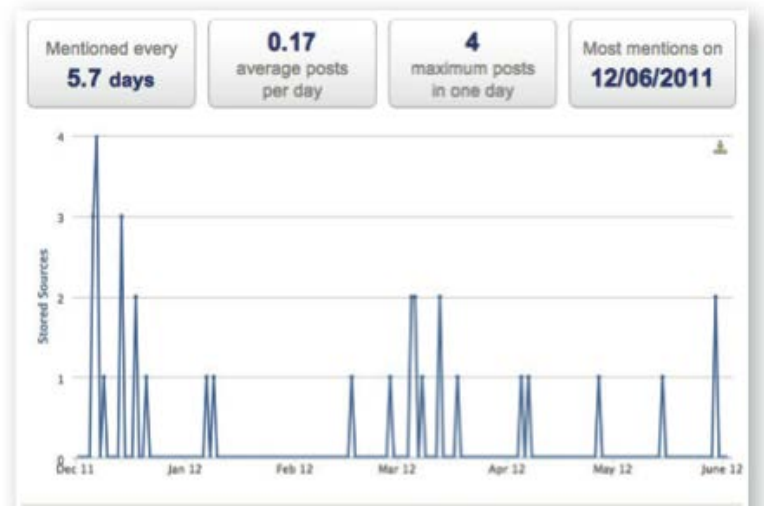 Mentioned every
5.7 days
0.17
average posts
per day
4
maximum posts
in one day
Most mentions on
12/06/2011
4
3
2
1
0
Stored Sources
Dec 11
Jan 12
Feb 12
Mar 12
Apr 12
May 12
June 12